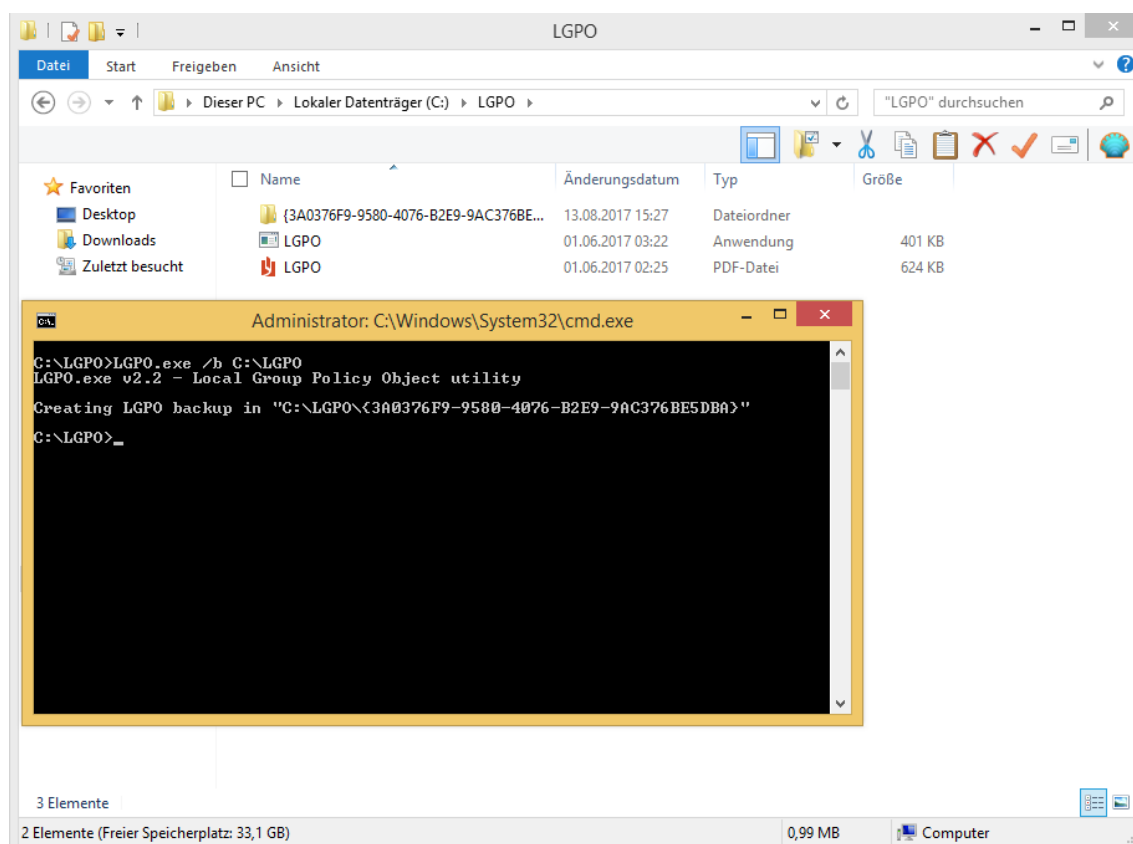 LGPO
Datei Start Freigeben Ansicht
Dieser PC Lokaler Datenträger (C:) LGPO "LGPO" durchsuchen
Name Änderungsdatum Typ Größe
Favoriten
Desktop
Downloads
Zuletzt besucht
{3A0376F9-9580-4076-B2E9-9AC376BE... 13.08.2017 15:27 Dateiordner
LGPO 01.06.2017 03:22 Anwendung 401 KB
LGPO 01.06.2017 02:25 PDF-Datei 624 KB
Administrator: C:\Windows\System32\cmd.exe
C:\LGPO>LGPO.exe /b C:\LGPO
LGPO.exe v2.2 - Local Group Policy Object utility
Creating LGPO backup in "C:\LGPO\{3A0376F9-9580-4076-B2E9-9AC376BE5DBA}"
C:\LGPO>_
3 Elemente
2 Elemente (Freier Speicherplatz: 33,1 GB) 0,99 MB Computer